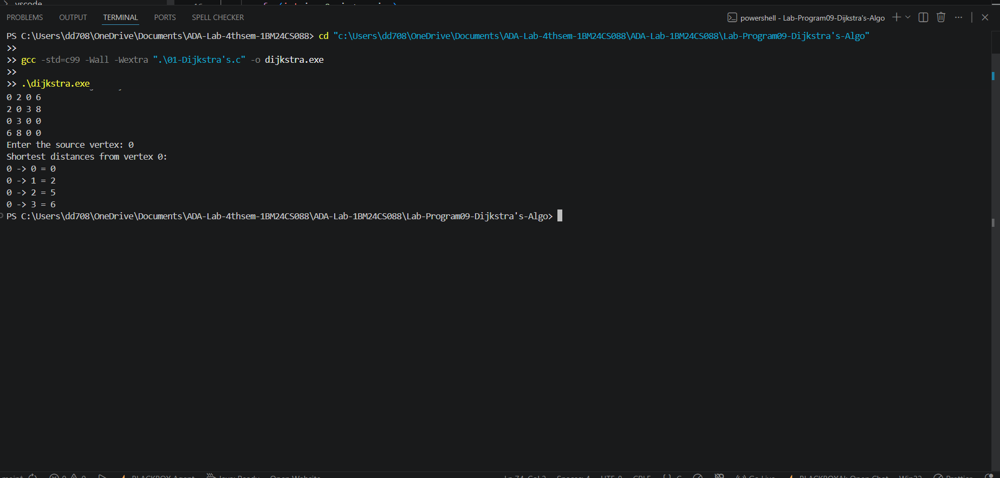 PROBLEMS OUTPUT TERMINAL PORTS SPELL CHECKER powershell - Lab-Program09-Dijkstra's-Algo
PS C:\Users\dd708\OneDrive\Documents\ADA-Lab-4thsem-1BM24CS088> cd "c:\Users\dd708\OneDrive\Documents\ADA-Lab-4thsem-1BM24CS088\ADA-Lab-1BM24CS088\Lab-Program09-Dijkstra's-Algo"
>>
>> gcc -std=c99 -Wall -Wextra ".\01-Dijkstra's.c" -o dijkstra.exe
>>
>> .\dijkstra.exe
0 2 0 6
2 0 3 8
0 3 0 0
6 8 0 0
Enter the source vertex: 0
Shortest distances from vertex 0:
0 -> 0 = 0
0 -> 1 = 2
0 -> 2 = 5
0 -> 3 = 6
PS C:\Users\dd708\OneDrive\Documents\ADA-Lab-4thsem-1BM24CS088\ADA-Lab-1BM24CS088\Lab-Program09-Dijkstra's-Algo>